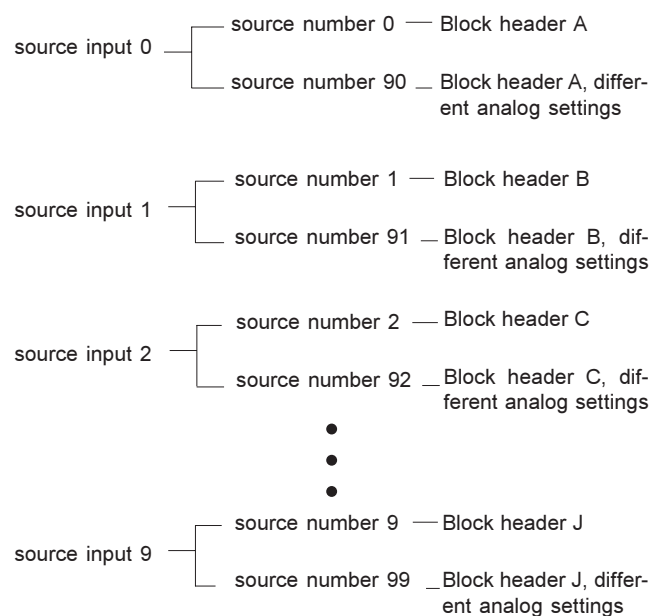 source input 0
source number 0
Block header A
source number 90
Block header A, differ-
ent analog settings
source input 1
source number 1
Block header B
source number 91
Block header B, dif-
ferent analog settings
source input 2
source number 2
Block header C
source number 92
Block header C, dif-
ferent analog settings
source input 9
source number 9
Block header J
source number 99
Block header J, differ-
ent analog settings